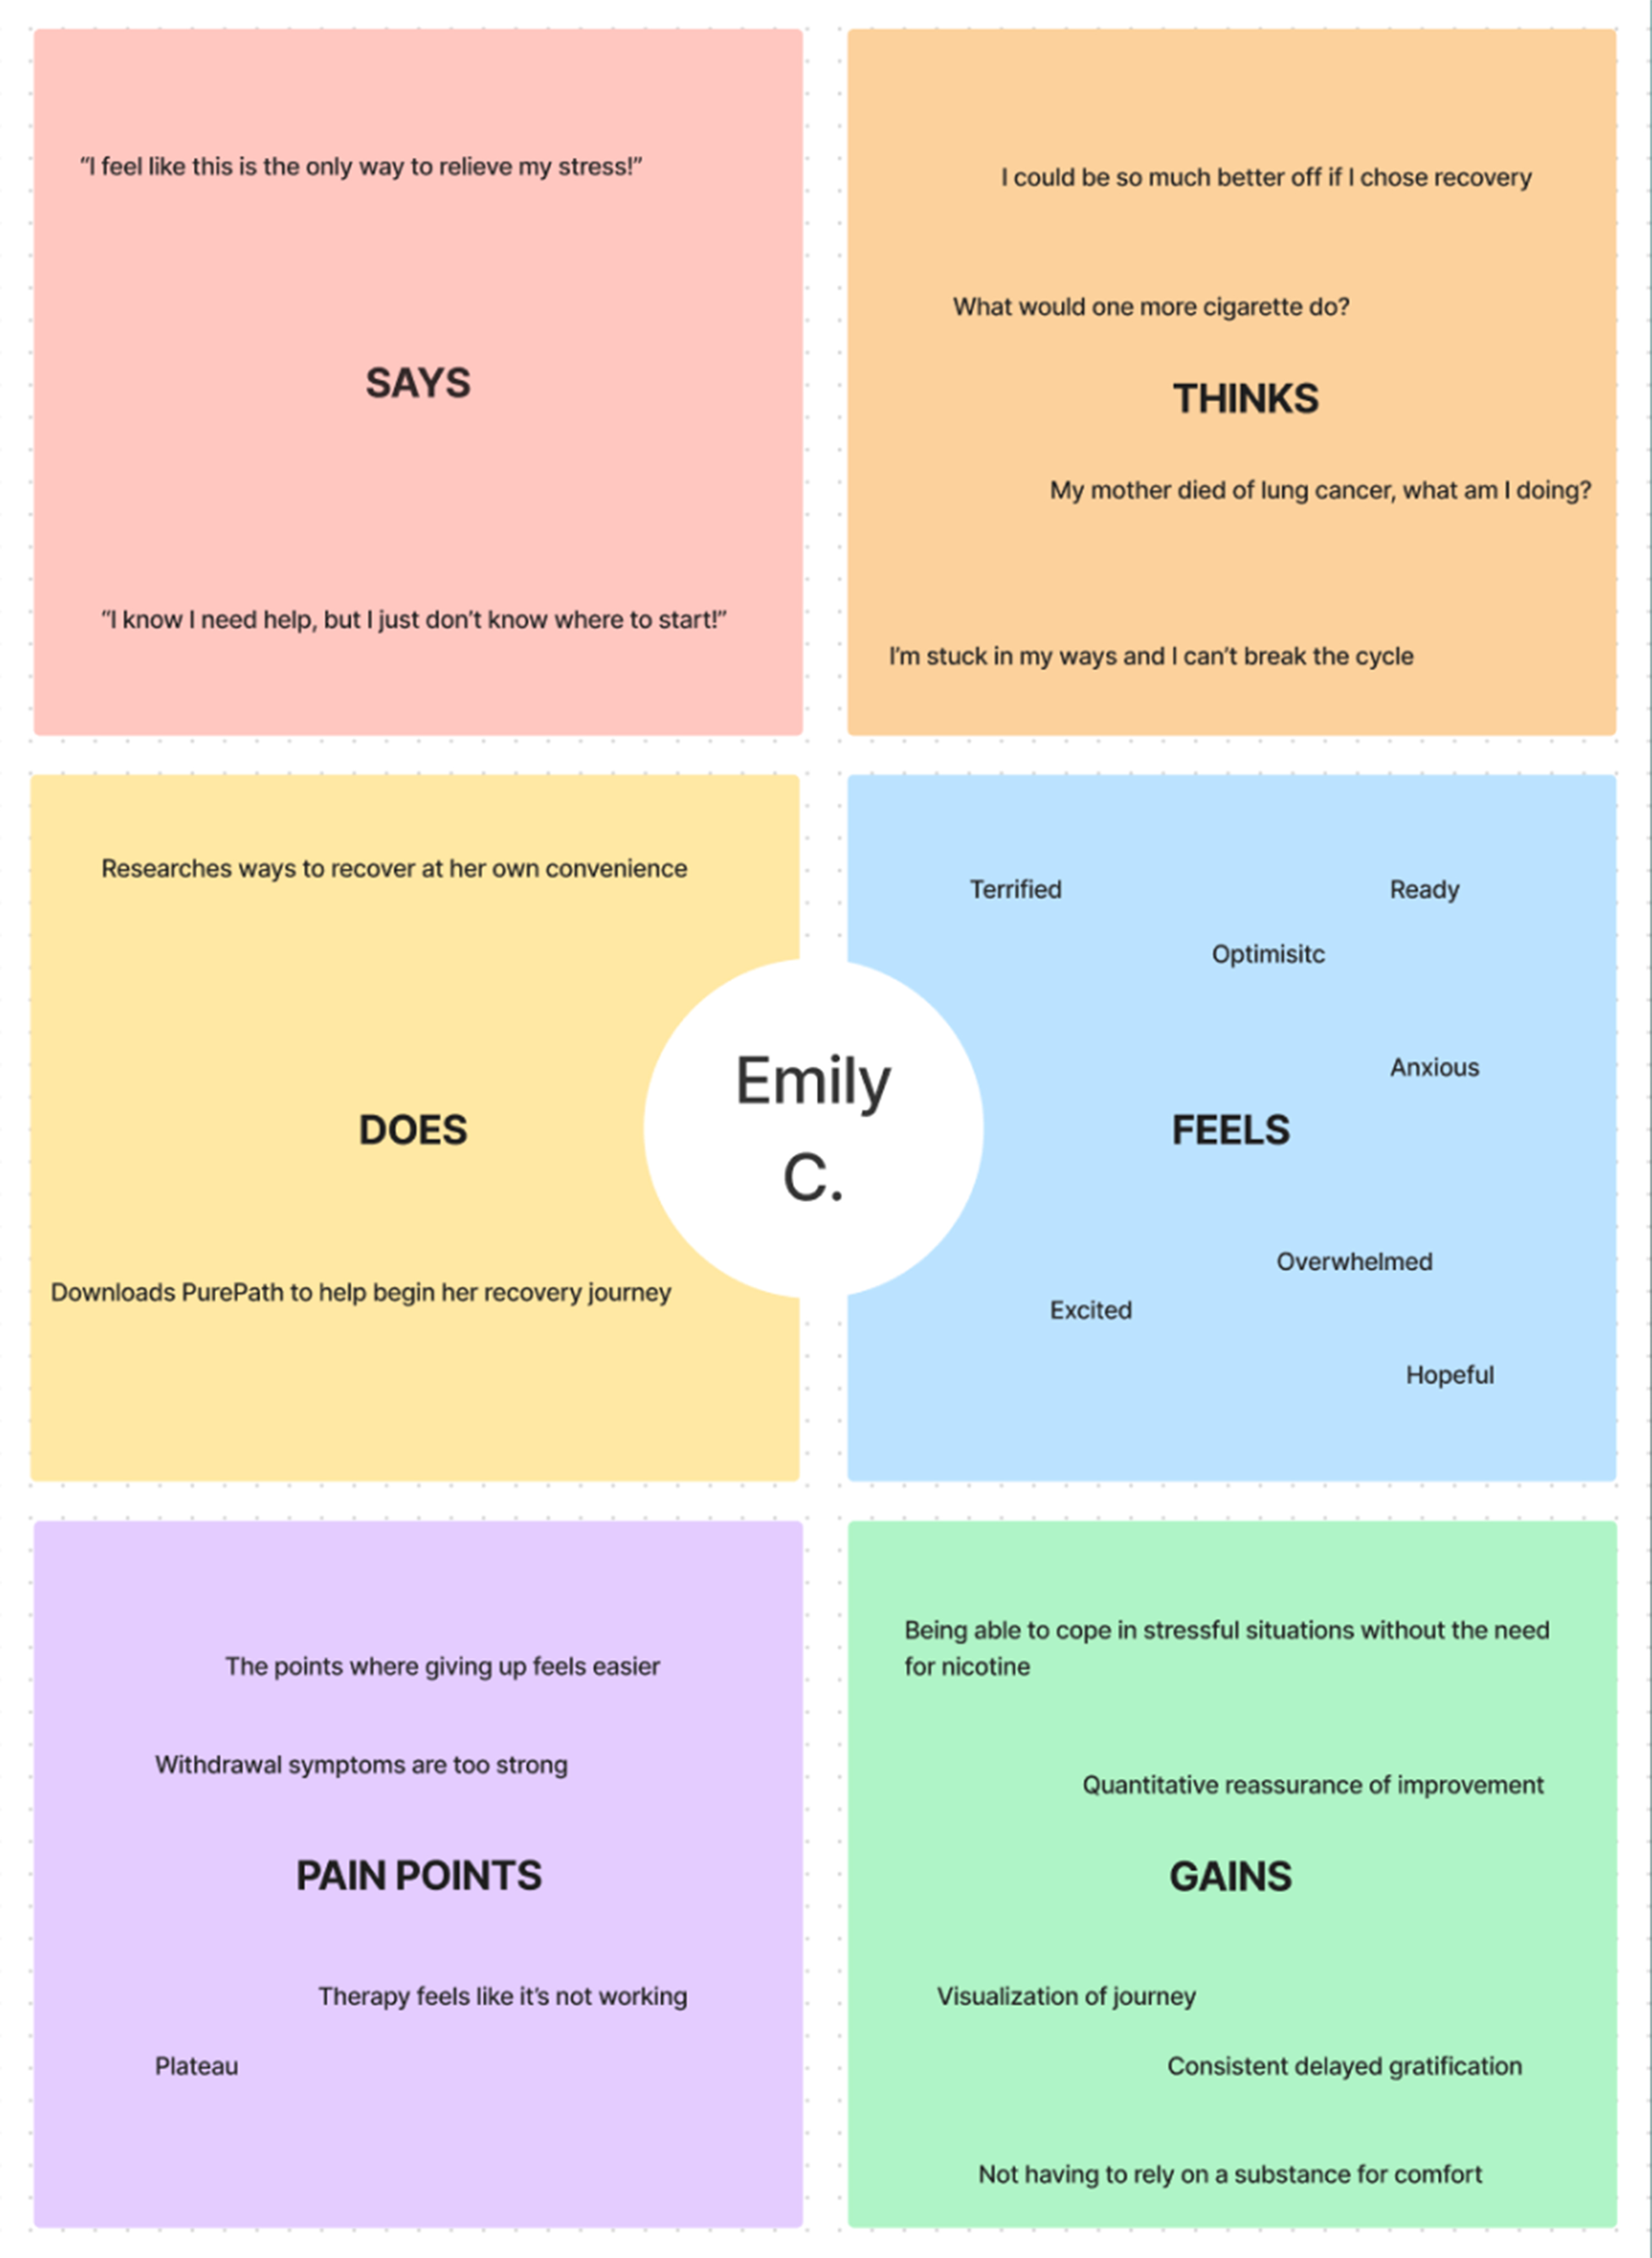 “I feel like this is the only way to relieve my stress!”
SAYS
“I know I need help, but I just don’t know where to start!”
I could be so much better off if I chose recovery
What would one more cigarette do?
THINKS
My mother died of lung cancer, what am I doing?
I’m stuck in my ways and I can’t break the cycle
Researches ways to recover at her own convenience
DOES
Downloads PurePath to help begin her recovery journey
Emily
C.
Terrified
Ready
Optimisitc
Anxious
FEELS
Overwhelmed
Excited
Hopeful
The points where giving up feels easier
Withdrawal symptoms are too strong
PAIN POINTS
Therapy feels like it’s not working
Plateau
Being able to cope in stressful situations without the need
for nicotine
Quantitative reassurance of improvement
GAINS
Visualization of journey
Consistent delayed gratification
Not having to rely on a substance for comfort